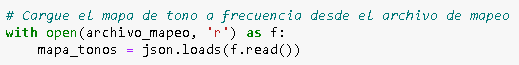 # Cargue el mapa de tono a frecuencia desde el archivo de mapeo
with open(archivo_mapeo, 'r') as f:
    mapa_tonos = json.loads(f.read())